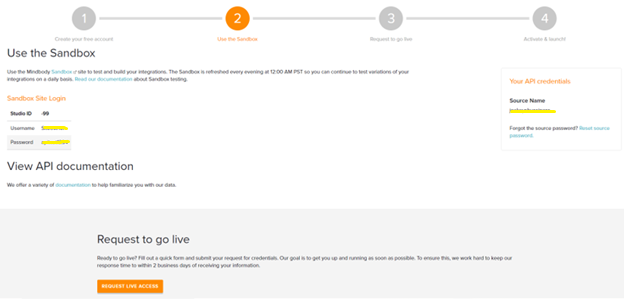 1
2
3
4
Create your free account
Use the Sandbox
Request to go live
Activate & launch!
Use the Sandbox
Use the Mindbody Sandbox site to test and build your integrations. The Sandbox is refreshed every evening at 12:00 AM PST so you can continue to test variations of your
integrations on a daily basis. Read our documentation about Sandbox testing.
Sandbox Site Login
Studio ID -99
Username
Password
Your API credentials
Source Name
Forgot the source password? Reset source
password.
View API documentation
We offer a variety of documentation to help familiarize you with our data.
Request to go live
Ready to go live? Fill out a quick form and submit your request for credentials. Our goal is to get you up and running as soon as possible. To ensure this, we work hard to keep our
response time to within 2 business days of receiving your information.
REQUEST LIVE ACCESS